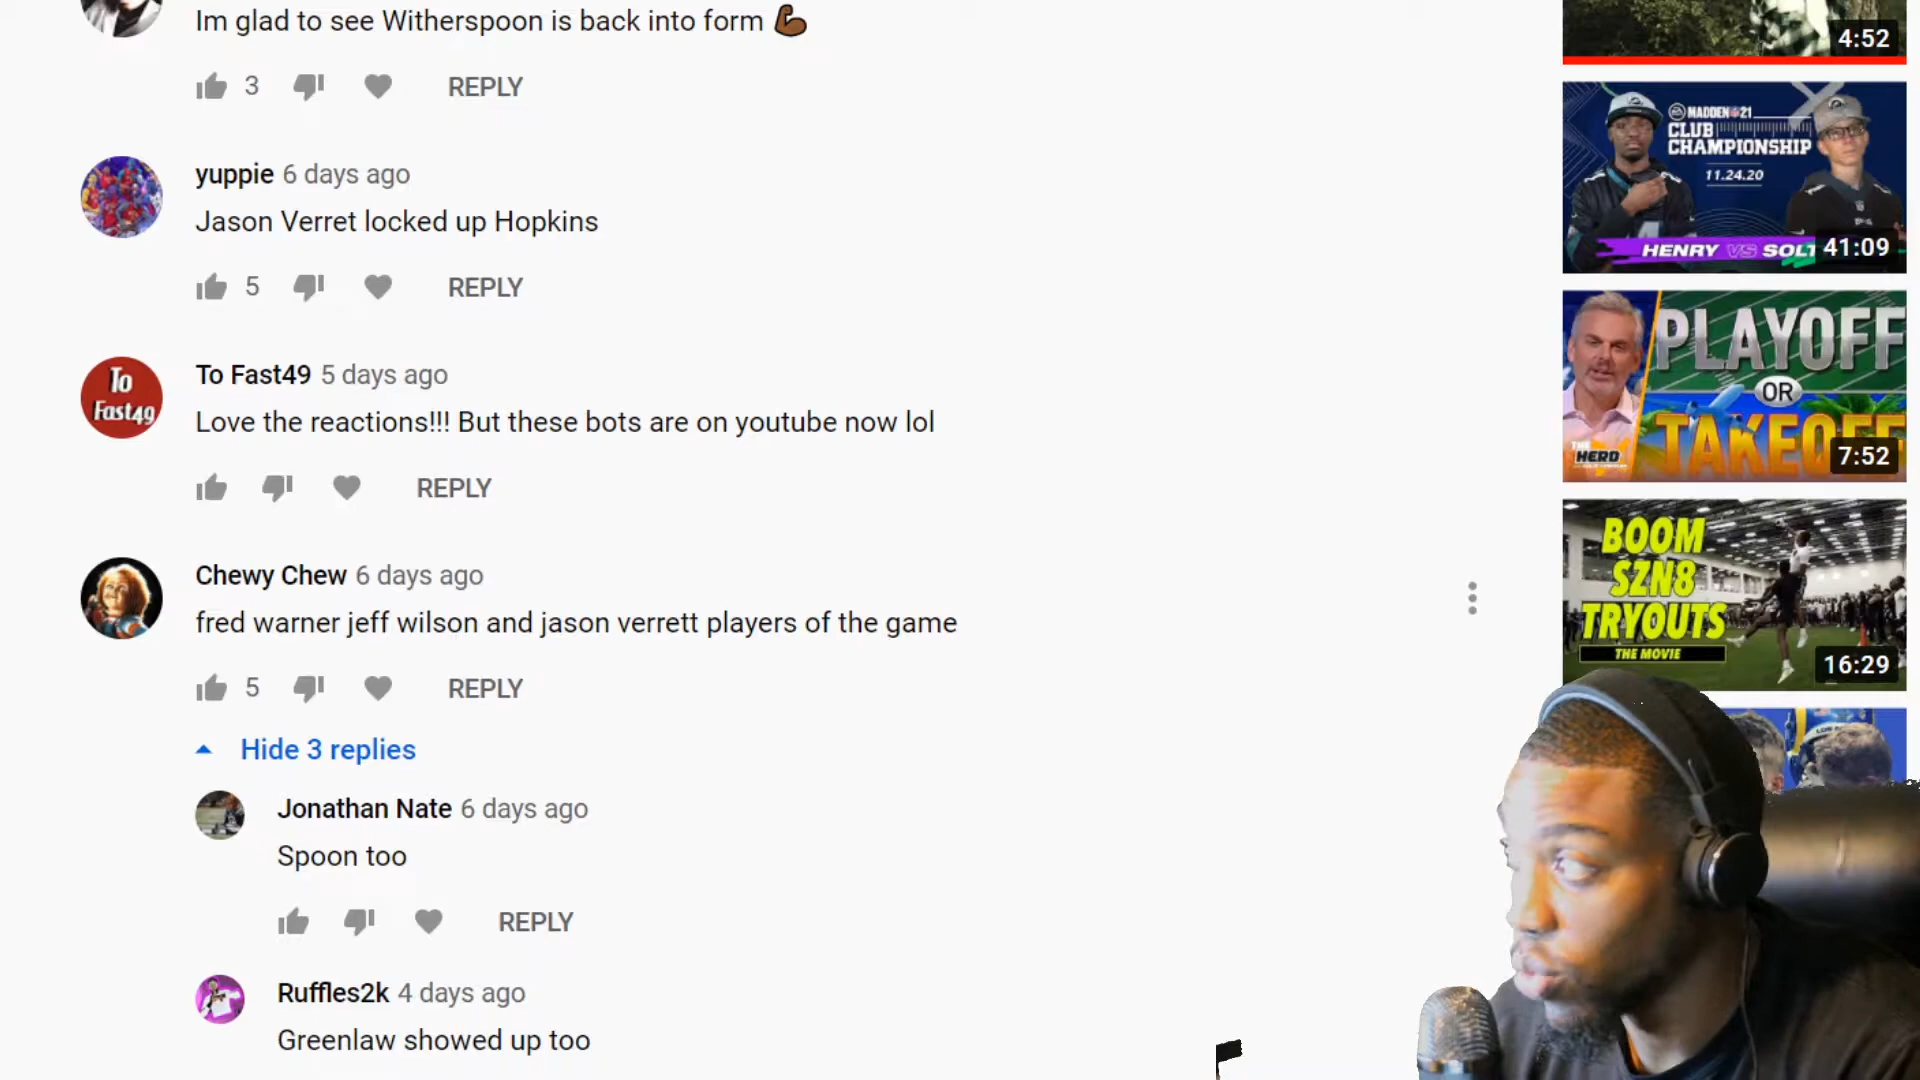 Im glad to see Witherspoon is back into form 💪🏾
3 REPLY
yuppie 6 days ago
Jason Verret locked up Hopkins
5 REPLY
To Fast49
To Fast49 5 days ago
Love the reactions!!! But these bots are on youtube now lol
REPLY
Chewy Chew 6 days ago
fred warner jeff wilson and jason verrett players of the game
5 REPLY
Hide 3 replies
Jonathan Nate 6 days ago
Spoon too
REPLY
Ruffles2k 4 days ago
Greenlaw showed up too
4:52
MADDEN 21
CLUB
CHAMPIONSHIP
11.24.20
HENRY VS SOLT
41:09
PLAYOFF
OR
TAKEOFF
THE
HERD
7:52
BOOM
SZN8
TRYOUTS
THE MOVIE
16:29